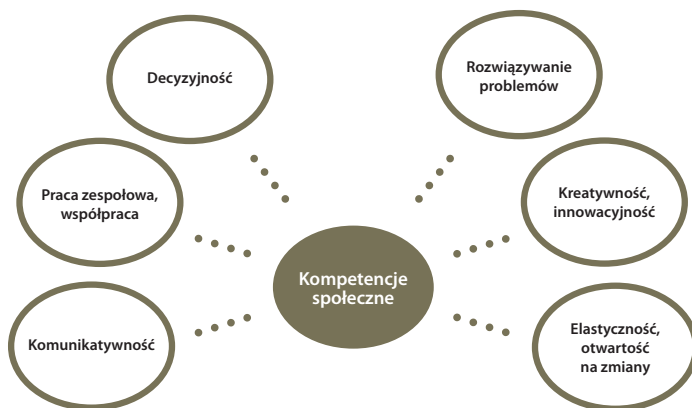 Decyzyjność
Rozwiązywanie
problemów
Praca zespołowa,
współpraca
Kreatywność,
innowacyjność
Kompetencje
społeczne
Komunikatywność
Elastyczność,
otwartość
na zmiany